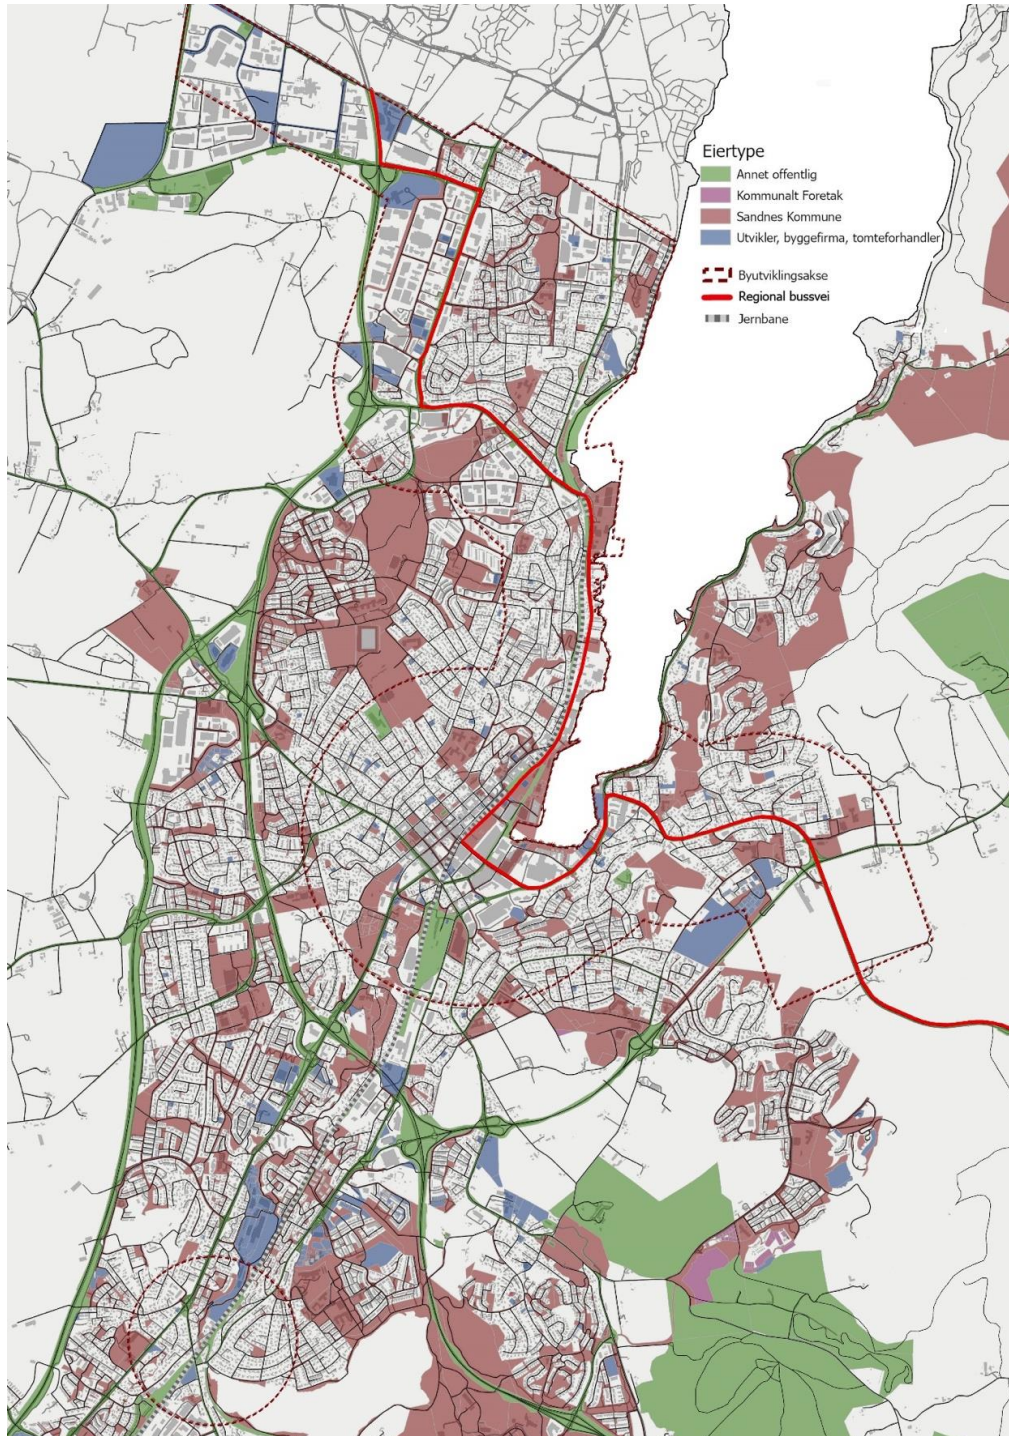 Eiertype
Annet offentlig
Kommunalt Foretak
Sandnes Kommune
Utvikler, byggefirma, tomteforhandler
Byutviklingsakse
Regional bussvei
Jernbane